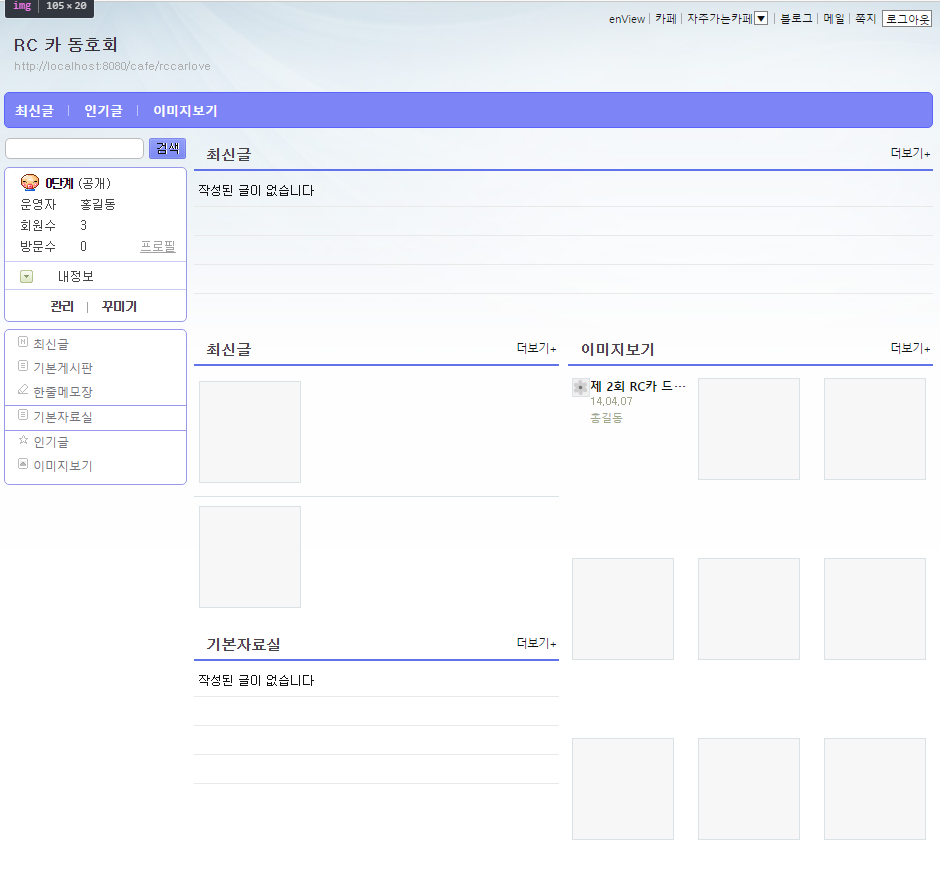 img 105×20
enView 카페 자주가는카페 블로그 메일 쪽지 로그아웃
RC 카 동호회
http://localhost:8080/cafe/rccarlove
최신글 인기글 이미지보기
검색
0단계 (공개)
운영자 홍길동
회원수 3
방문수 0 프로필
내정보
관리 | 꾸미기
최신글
기본게시판
한줄메모장
기본자료실
인기글
이미지보기
최신글 더보기+
작성된 글이 없습니다
최신글 더보기+
기본자료실 더보기+
작성된 글이 없습니다
이미지보기 더보기+
제 2회 RC카 드…
14,04,07
홍길동